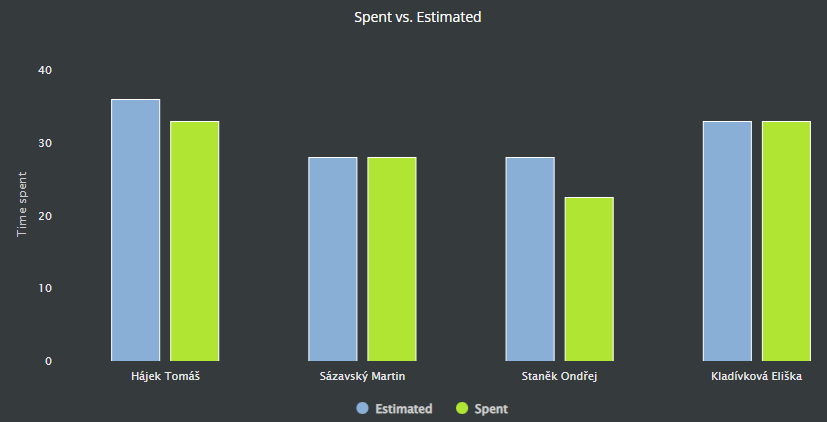 Spent vs. Estimated
Time spent
40
30
20
10
0
Hájek Tomáš
Sázavský Martin
Staněk Ondřej
Kladívková Eliška
Estimated
Spent